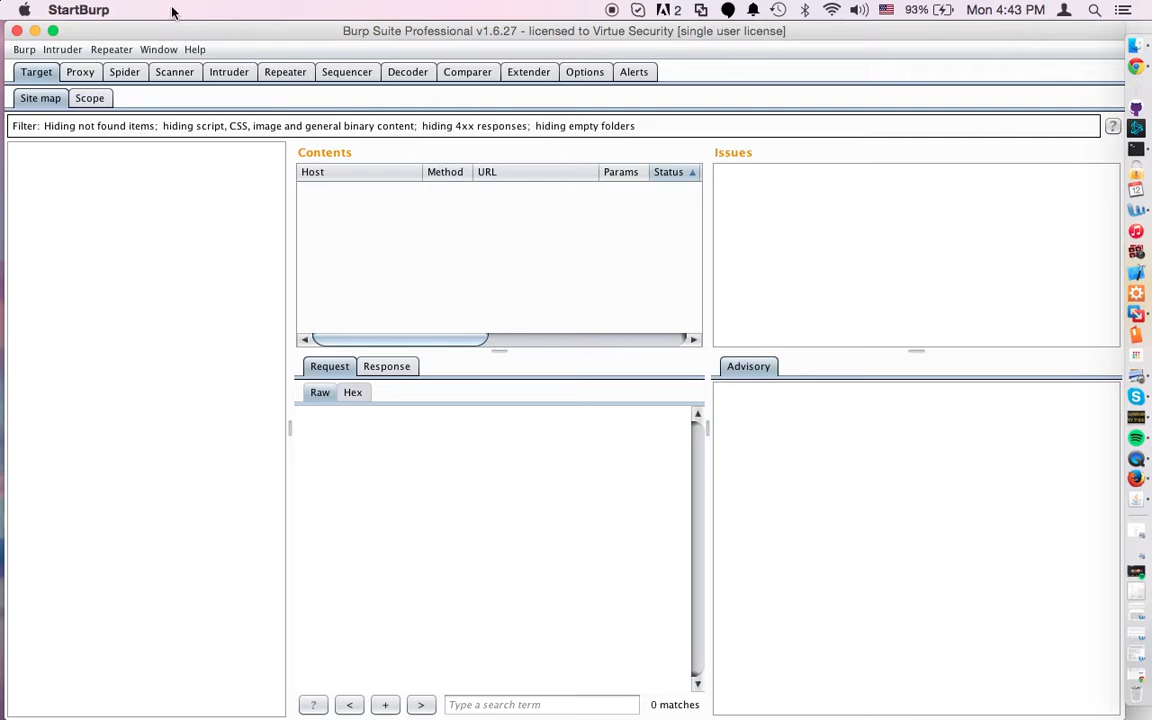 StartBurp
2
93%
Mon 4:43 PM
Burp Suite Professional v1.6.27 - licensed to Virtue Security [single user license]
Burp Intruder Repeater Window Help
Target Proxy Spider Scanner Intruder Repeater Sequencer Decoder Comparer Extender Options Alerts
Site map Scope
Filter: Hiding not found items; hiding script, CSS, image and general binary content; hiding 4xx responses; hiding empty folders
?
Contents
Issues
Host Method URL Params Status
Request Response
Advisory
Raw Hex
? < + >
Type a search term
0 matches
12